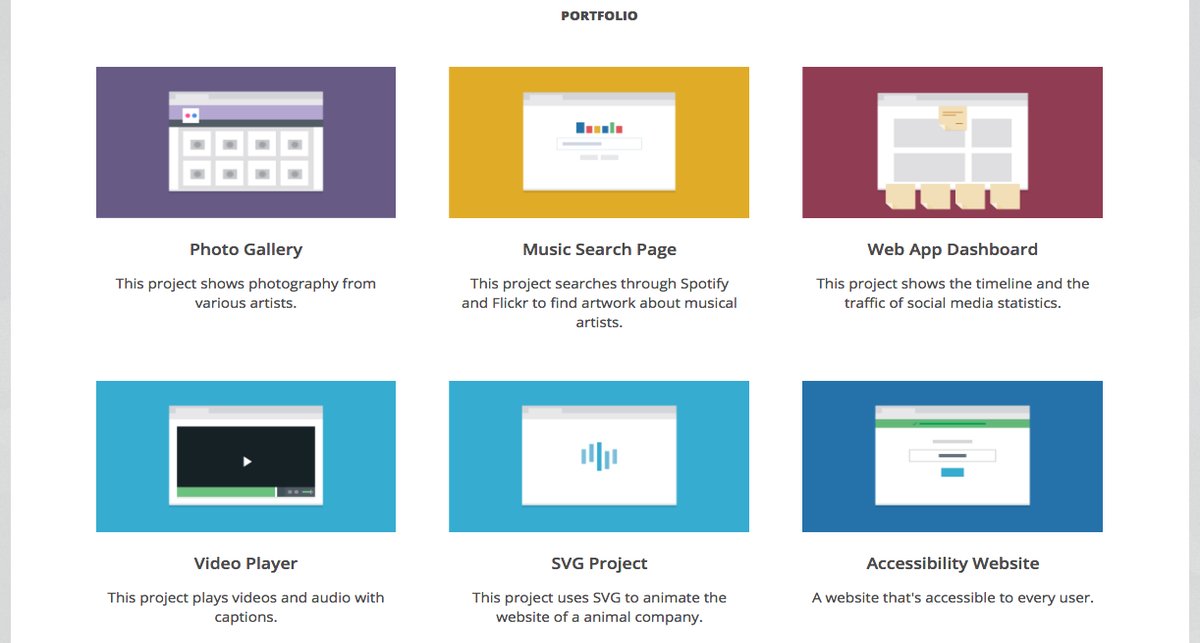 PORTFOLIO
Photo Gallery
This project shows photography from
various artists.
Music Search Page
This project searches through Spotify
and Flickr to find artwork about musical
artists.
Web App Dashboard
This project shows the timeline and the
traffic of social media statistics.
Video Player
This project plays videos and audio with
captions.
SVG Project
This project uses SVG to animate the
website of a animal company.
Accessibility Website
A website that's accessible to every user.